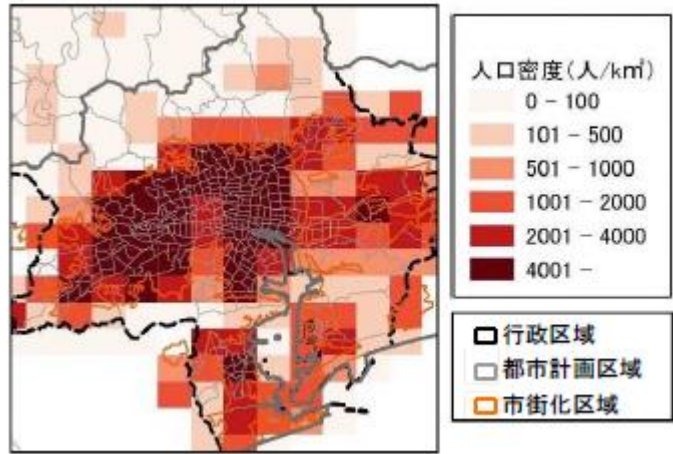 人口密度(人/k㎡)
0 - 100
101 - 500
501 - 1000
1001 - 2000
2001 - 4000
4001 -
行政区域
都市計画区域
市街化区域